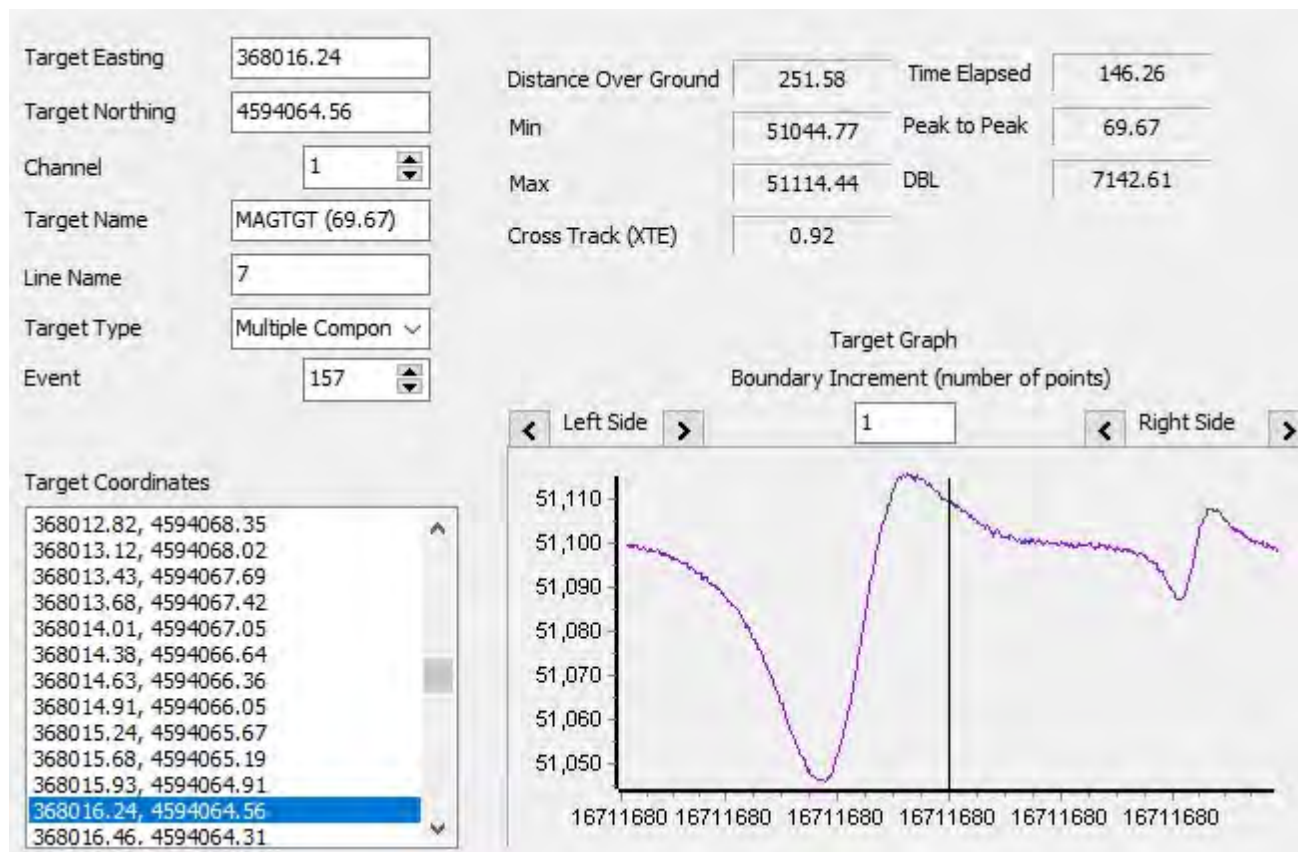 Target Easting 368016.24
Target Northing 4594064.56
Channel 1
Target Name MAGTGT (69.67)
Line Name 7
Target Type Multiple Compon
Event 157
Distance Over Ground 251.58 Time Elapsed 146.26
Min 51044.77 Peak to Peak 69.67
Max 51114.44 DBL 7142.61
Cross Track (XTE) 0.92
Target Graph
Boundary Increment (number of points)
< Left Side > 1 < Right Side >
Target Coordinates
368012.82, 4594068.35
368013.12, 4594068.02
368013.43, 4594067.69
368013.68, 4594067.42
368014.01, 4594067.05
368014.38, 4594066.64
368014.63, 4594066.36
368014.91, 4594066.05
368015.24, 4594065.67
368015.68, 4594065.19
368015.93, 4594064.91
368016.24, 4594064.56
368016.46, 4594064.31
51,110
51,100
51,090
51,080
51,070
51,060
51,050
16711680 16711680 16711680 16711680 16711680 16711680